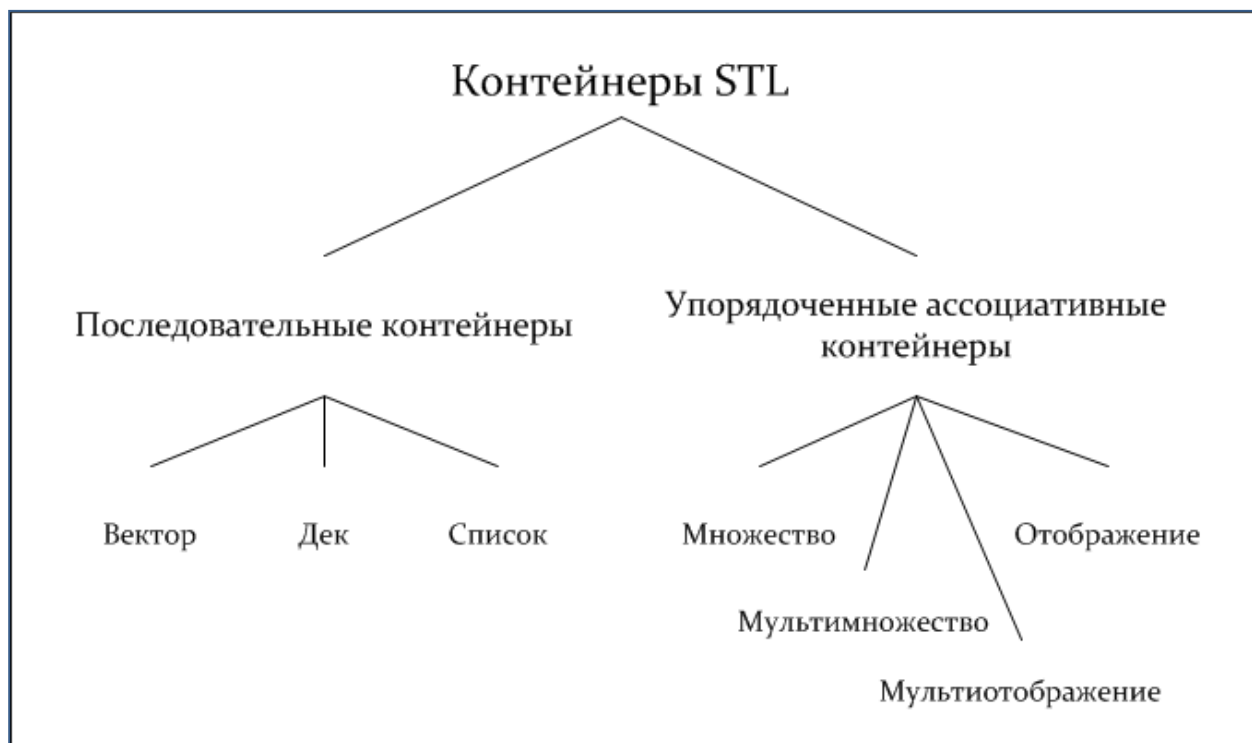 Контейнеры STL
Последовательные контейнеры
Упорядоченные ассоциативные
контейнеры
Вектор
Дек
Список
Множество
Отображение
Мультимножество
Мультиотображение